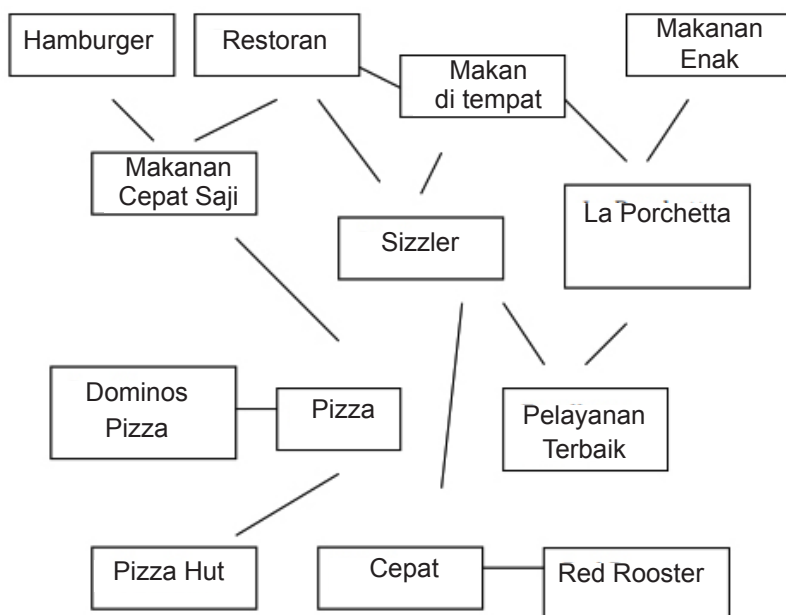 Hamburger
Restoran
Makan
di tempat
Makanan
Enak
Makanan
Cepat Saji
La Porchetta
Sizzler
Dominos
Pizza
Pizza
Pelayanan
Terbaik
Pizza Hut
Cepat
Red Rooster